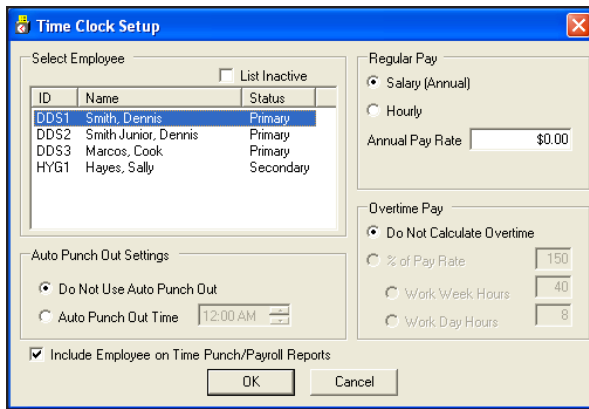 Time Clock Setup
Select Employee
List Inactive
ID Name Status
DDS1 Smith, Dennis Primary
DDS2 Smith Junior, Dennis Primary
DDS3 Marcos, Cook Primary
HYG1 Hayes, Sally Secondary
Auto Punch Out Settings
Do Not Use Auto Punch Out
Auto Punch Out Time 12:00 AM
Regular Pay
Salary (Annual)
Hourly
Annual Pay Rate $0.00
Overtime Pay
Do Not Calculate Overtime
% of Pay Rate 150
Work Week Hours 40
Work Day Hours 8
Include Employee on Time Punch/Payroll Reports
OK Cancel